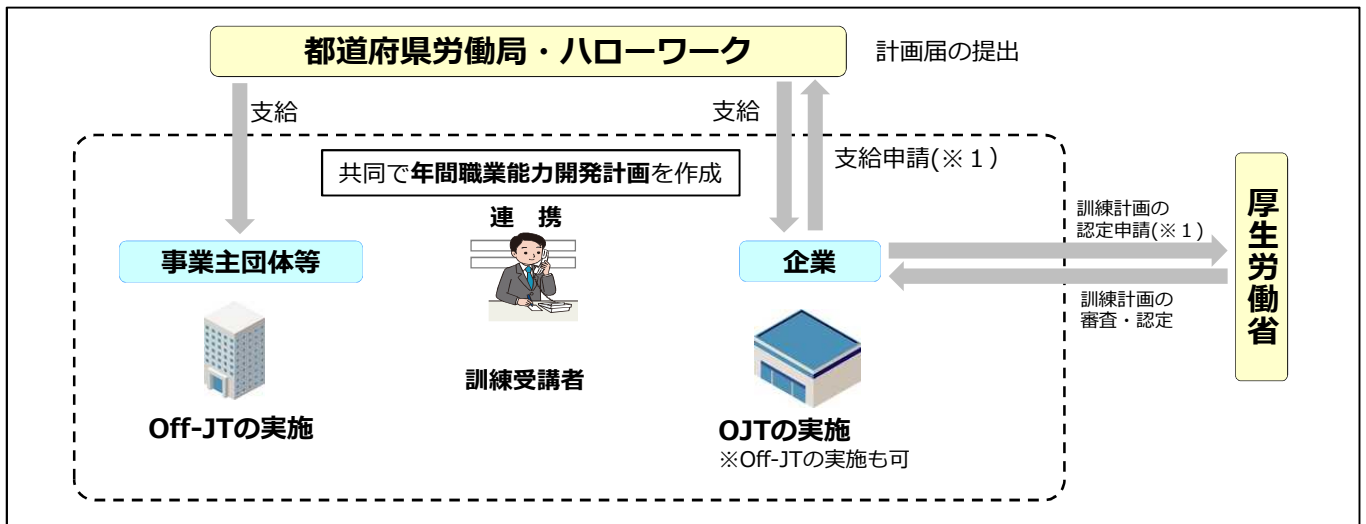 都道府県労働局・ハローワーク
計画届の提出
支給
支給
支給申請(※１)
共同で年間職業能力開発計画を作成
連 携
事業主団体等
企業
訓練計画の
認定申請(※１)
訓練計画の
審査・認定
厚生労働省
訓練受講者
Off-JTの実施
OJTの実施
※Off-JTの実施も可